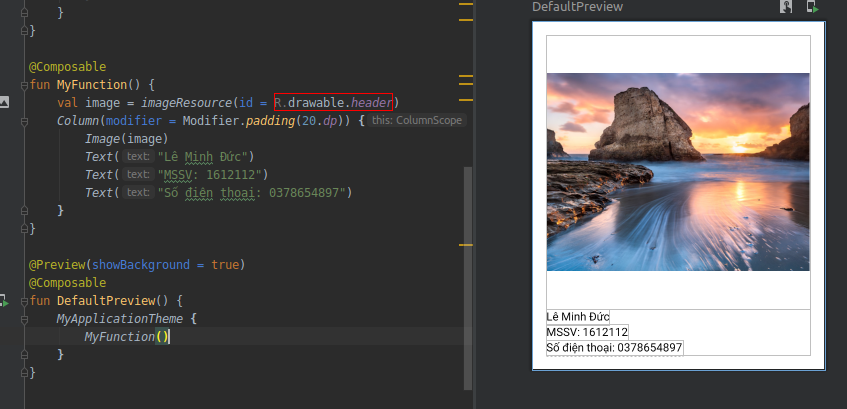 }
}
@Composable
fun MyFunction() {
val image = imageResource(id = R.drawable.header)
Column(modifier = Modifier.padding(20.dp)) { this: ColumnScope
Image(image)
Text( text: "Lê Minh Đức")
Text( text: "MSSV: 1612112")
Text( text: "Số điện thoại: 0378654897")
}
}
@Preview(showBackground = true)
@Composable
fun DefaultPreview() {
MyApplicationTheme {
MyFunction()
}
}
DefaultPreview
Lê Minh Đức
MSSV: 1612112
Số điện thoại: 0378654897